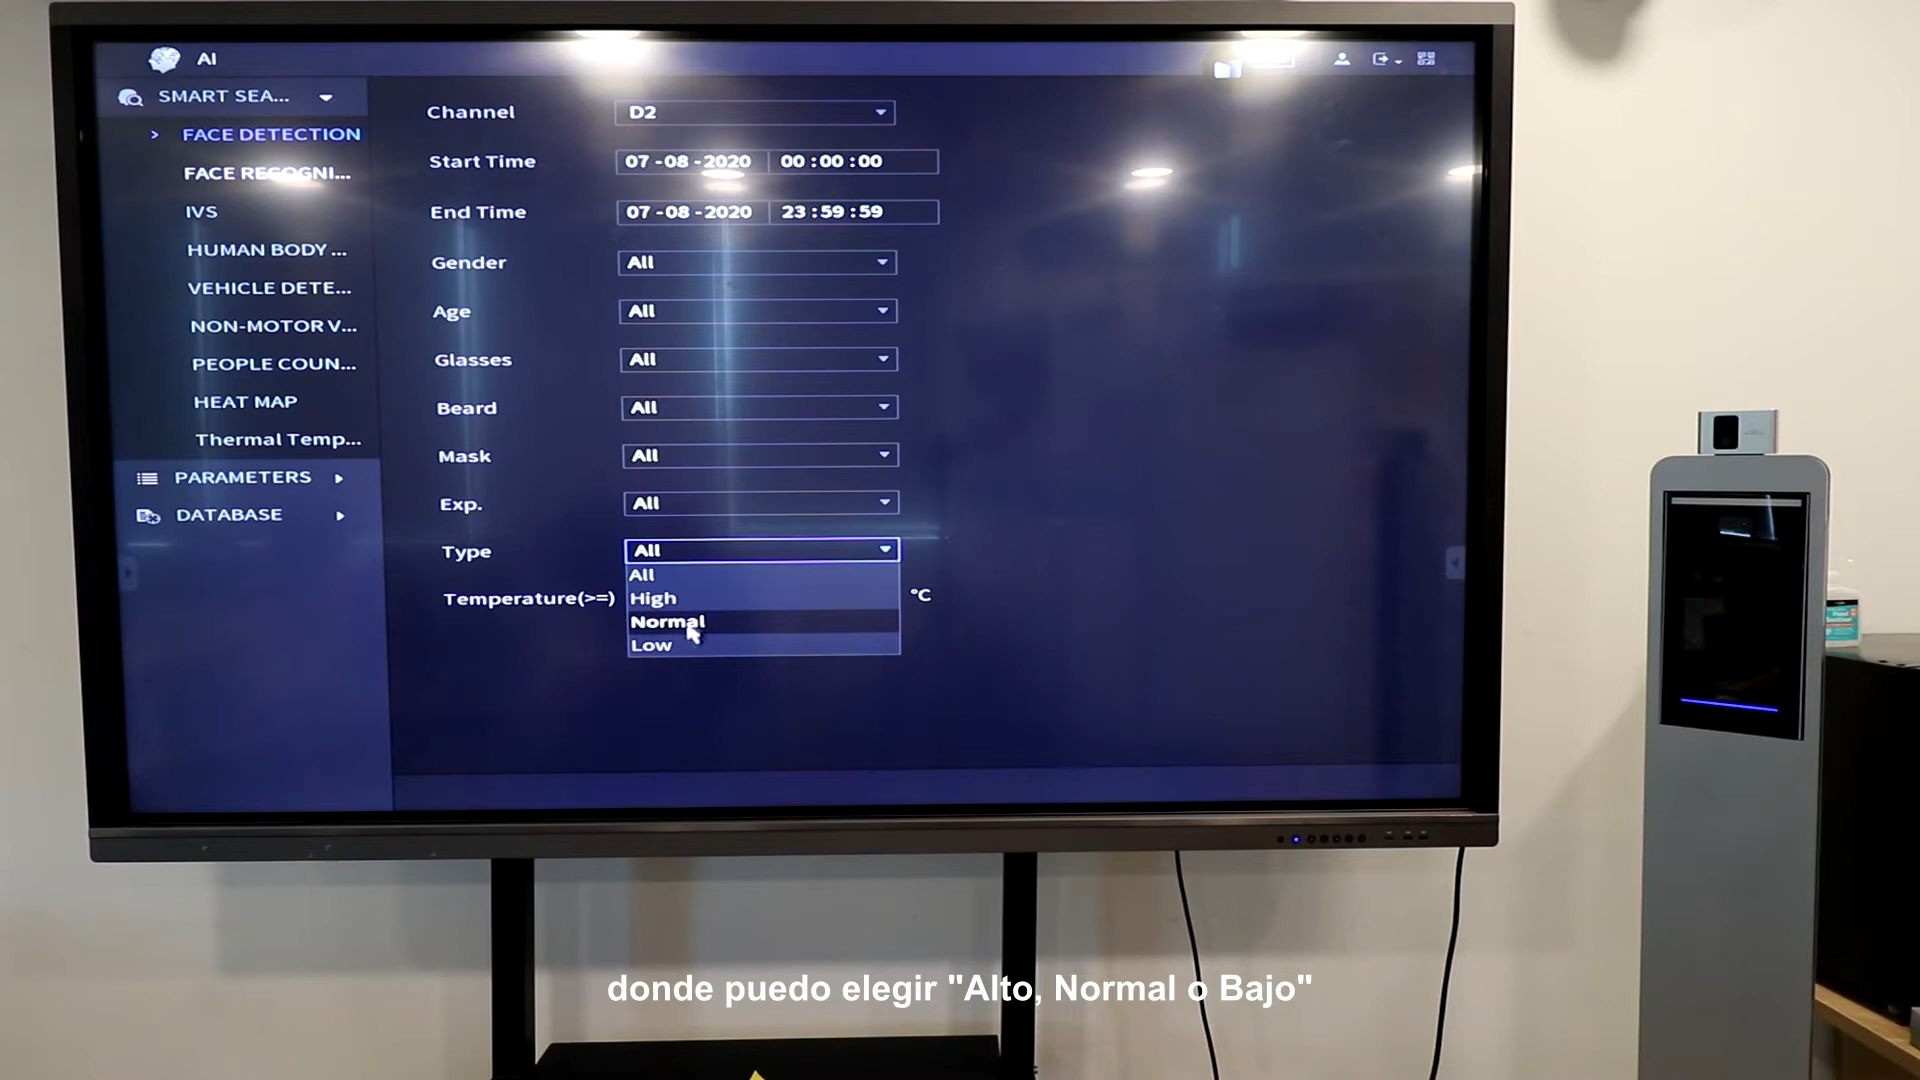 AI
SMART SEA...
FACE DETECTION
FACE RECOGNI...
IVS
HUMAN BODY ...
VEHICLE DETE...
NON-MOTOR V...
PEOPLE COUN...
HEAT MAP
Thermal Temp...
PARAMETERS
DATABASE
Channel D2
Start Time 07 -08 -2020 00 :00 :00
End Time 07 -08 -2020 23 :59 :59
Gender All
Age All
Glasses All
Beard All
Mask All
Exp. All
Type All
All
High
Normal
Low
Temperature(>=) °C
donde puedo elegir "Alto, Normal o Bajo"